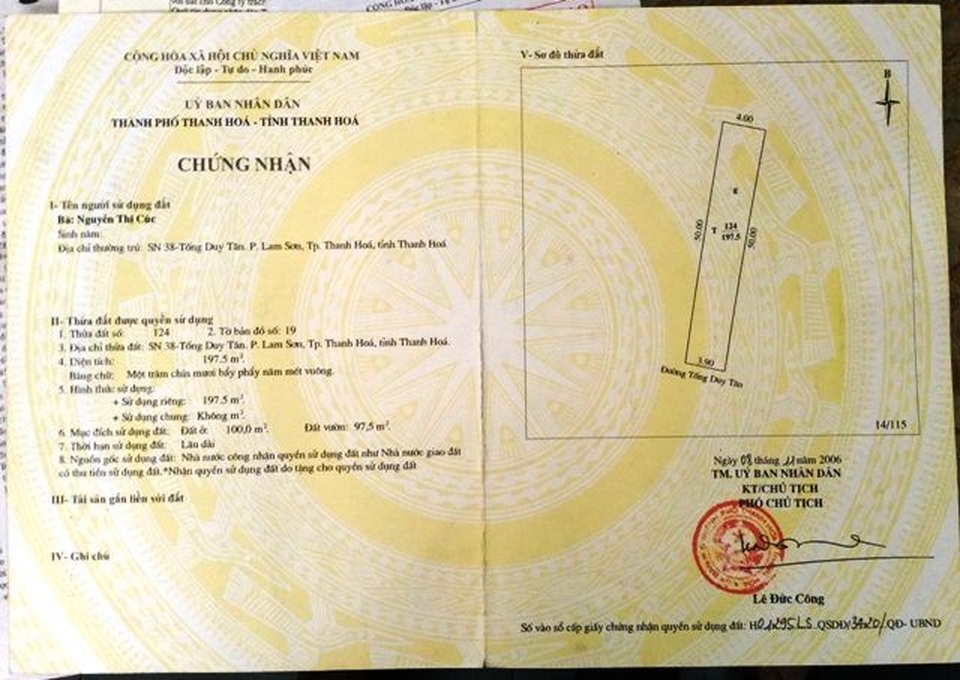 CỘNG HÒA XÃ HỘI CHỦ NGHĨA VIỆT NAM
Độc lập - Tự do - Hạnh phúc
UỶ BAN NHÂN DÂN
THÀNH PHỐ THANH HOÁ - TỈNH THANH HOÁ
CHỨNG NHẬN
I- Tên người sử dụng đất
Bà: Nguyễn Thị Cúc
Sinh năm:
Địa chỉ thường trú: SN 38-Tống Duy Tân. P. Lam Sơn, Tp. Thanh Hoá, tỉnh Thanh Hoá
II- Thửa đất được quyền sử dụng
1. Thửa đất số: 124 2. Tờ bản đồ số: 19
3. Địa chỉ thửa đất: SN 38-Tống Duy Tân. P. Lam Sơn, Tp. Thanh Hoá, tỉnh Thanh Hoá.
4. Diện tích: 197.5 m².
Bằng chữ: Một trăm chín mươi bẩy phẩy năm mét vuông.
5. Hình thức sử dụng:
+ Sử dụng riêng: 197.5 m².
+ Sử dụng chung: Không m².
6. Mục đích sử dụng đất: Đất ở: 100,0 m². Đất vườn: 97,5 m².
7. Thời hạn sử dụng đất: Lâu dài
8. Nguồn gốc sử dụng đất: Nhà nước công nhận quyền sử dụng đất như Nhà nước giao đất
có thu tiền sử dụng đất.*Nhận quyền sử dụng đất do tặng cho quyền sử dụng đất
III- Tài sản gắn liền với đất
IV- Ghi chú
V- Sơ đồ thửa đất
B
4.00
g
50.00
T 124
197.5
50.00
3.90
Đường Tống Duy Tân
14/115
Ngày 08 tháng 11 năm 2006
TM. UỶ BAN NHÂN DÂN
KT/CHỦ TỊCH
PHÓ CHỦ TỊCH
Lê Đức Công
Số vào sổ cấp giấy chứng nhận quyền sử dụng đất: H01295LS QSDĐ/3420/QĐ- UBND